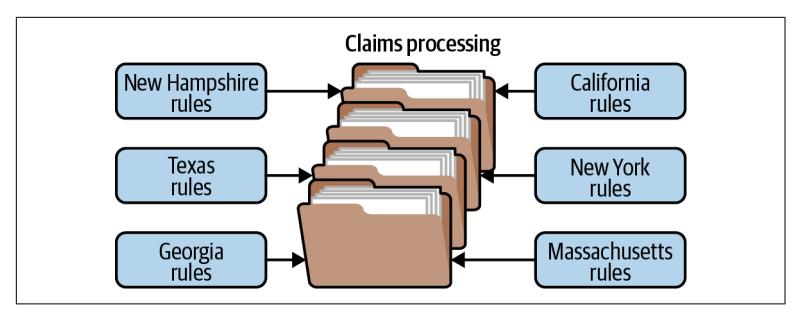 Claims processing
New Hampshire
rules
California
rules
Texas
rules
New York
rules
Georgia
rules
Massachusetts
rules